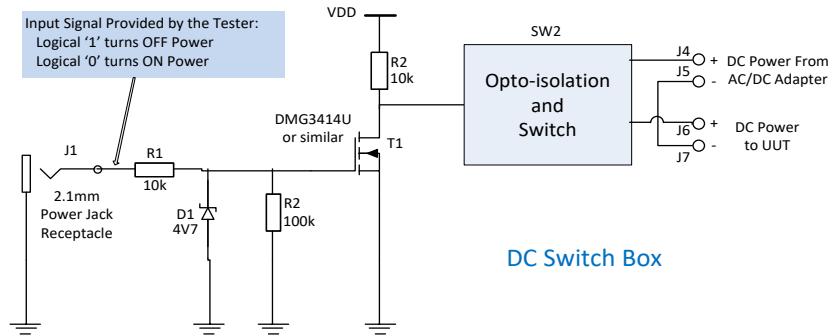 Input Signal Provided by the Tester:
Logical ‘1’ turns OFF Power
Logical ‘0’ turns ON Power
VDD
R2
10k
SW2
Opto-isolation
and
Switch
J4
+
DC Power From
AC/DC Adapter
J5
-
+
J6
DC Power
to UUT
J7
-
DMG3414U
or similar
T1
J1
R1
10k
2.1mm
Power Jack
Receptacle
D1
4V7
R2
100k
DC Switch Box